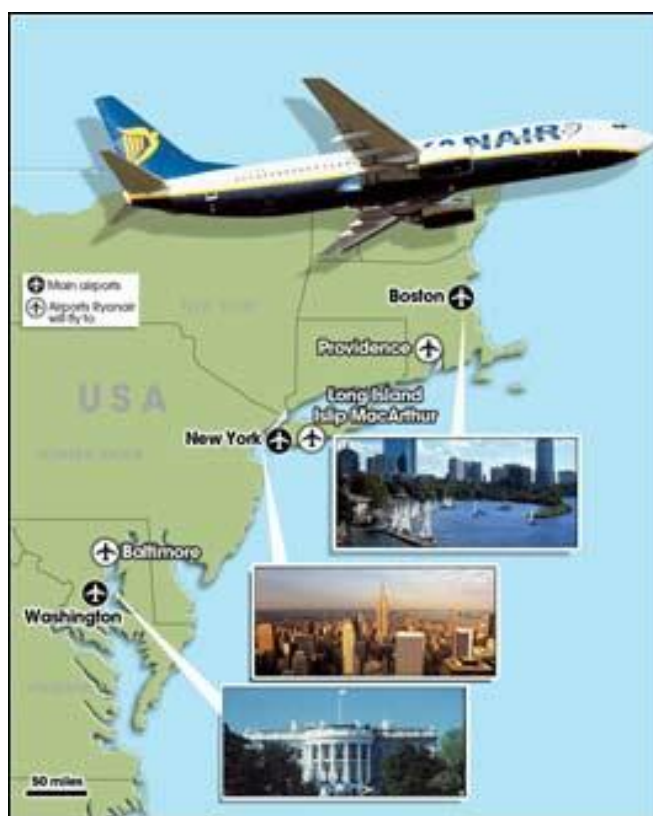 ANAIR
Main airports
Airports Ryanair
will fly to
Boston
Providence
USA
Long Island
Islip MacArthur
New York
Baltimore
Washington
50 miles